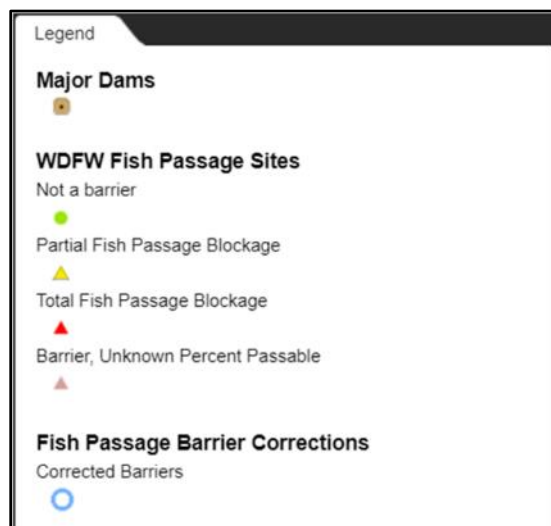 Legend
Major Dams
WDFW Fish Passage Sites
Not a barrier
Partial Fish Passage Blockage
Total Fish Passage Blockage
Barrier, Unknown Percent Passable
Fish Passage Barrier Corrections
Corrected Barriers